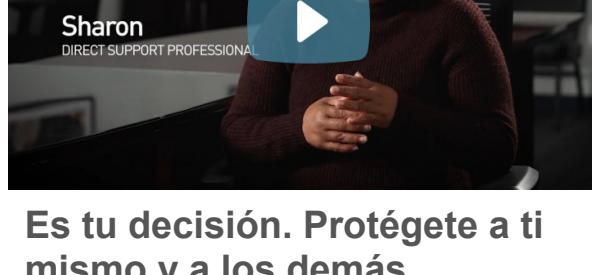 Sharon
DIRECT SUPPORT PROFESSIONAL
Es tu decisión. Protégete a ti
mismo y a los demás